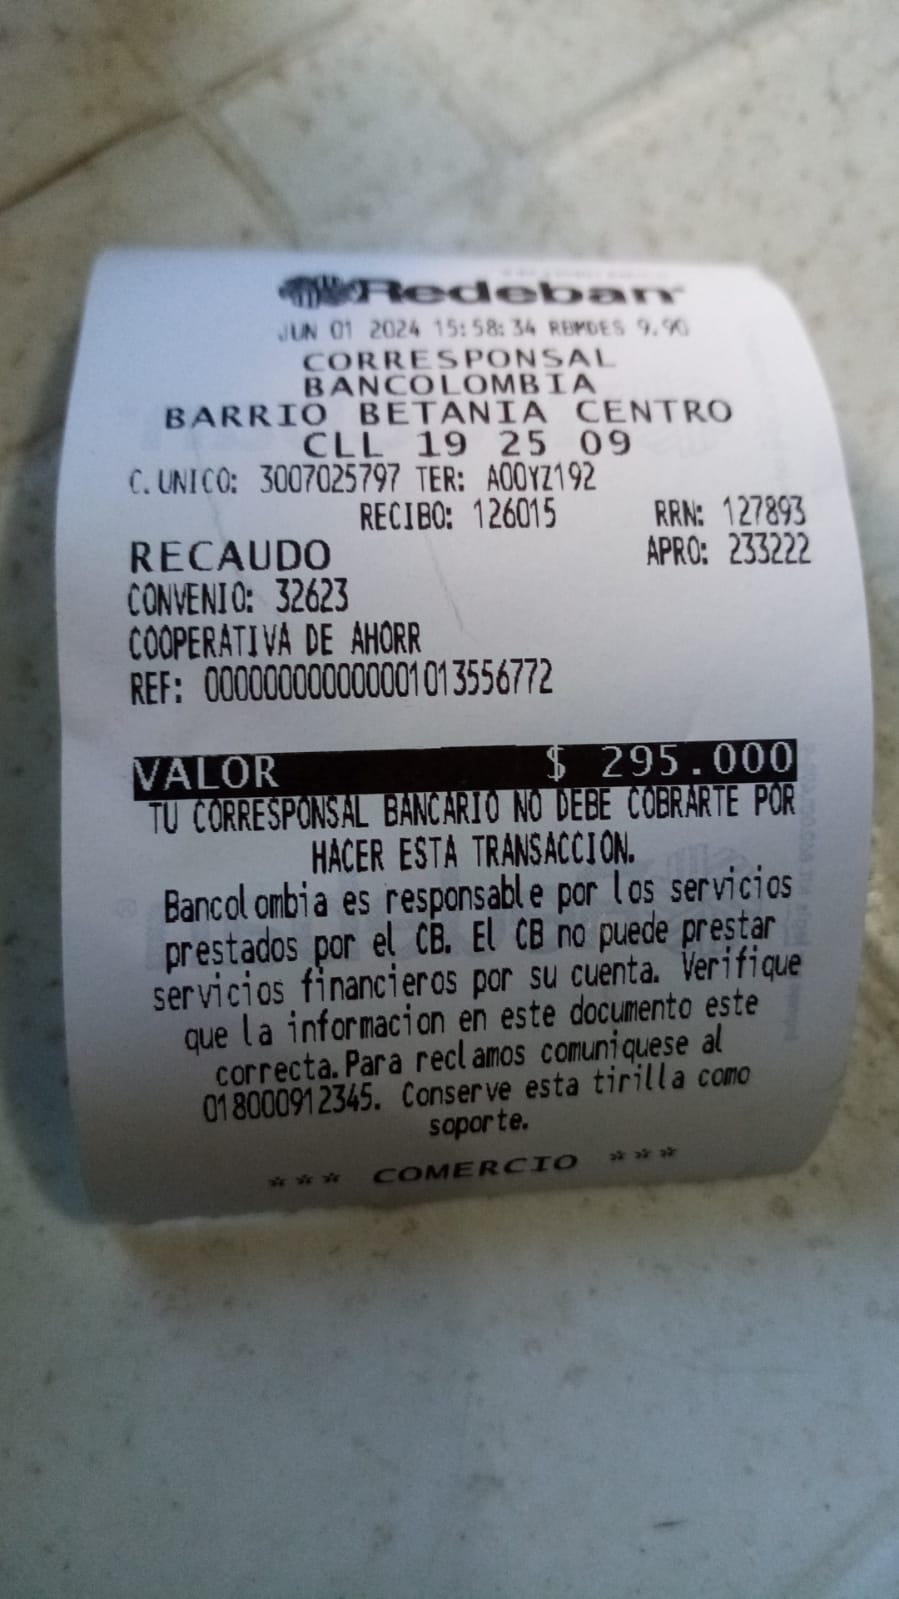 Redeban
JUN 01 2024 15:58:34 RBMDES 9.90
CORRESPONSAL
BANCOLOMBIA
BARRIO BETANIA CENTRO
CLL 19 25 09
C.UNICO: 3007025797 TER: A00YZ192
RECIBO: 126015 RRN: 127893
RECAUDO APRO: 233222
CONVENIO: 32623
COOPERATIVA DE AHORR
REF: 00000000000001013556772
VALOR $ 295.000
TU CORRESPONSAL BANCARIO NO DEBE COBRARTE POR
HACER ESTA TRANSACCION.
Bancolombia es responsable por los servicios
prestados por el CB. El CB no puede prestar
servicios financieros por su cuenta. Verifique
que la informacion en este documento este
correcta.Para reclamos comuniquese al
018000912345. Conserve esta tirilla como
soporte.
*** COMERCIO ***